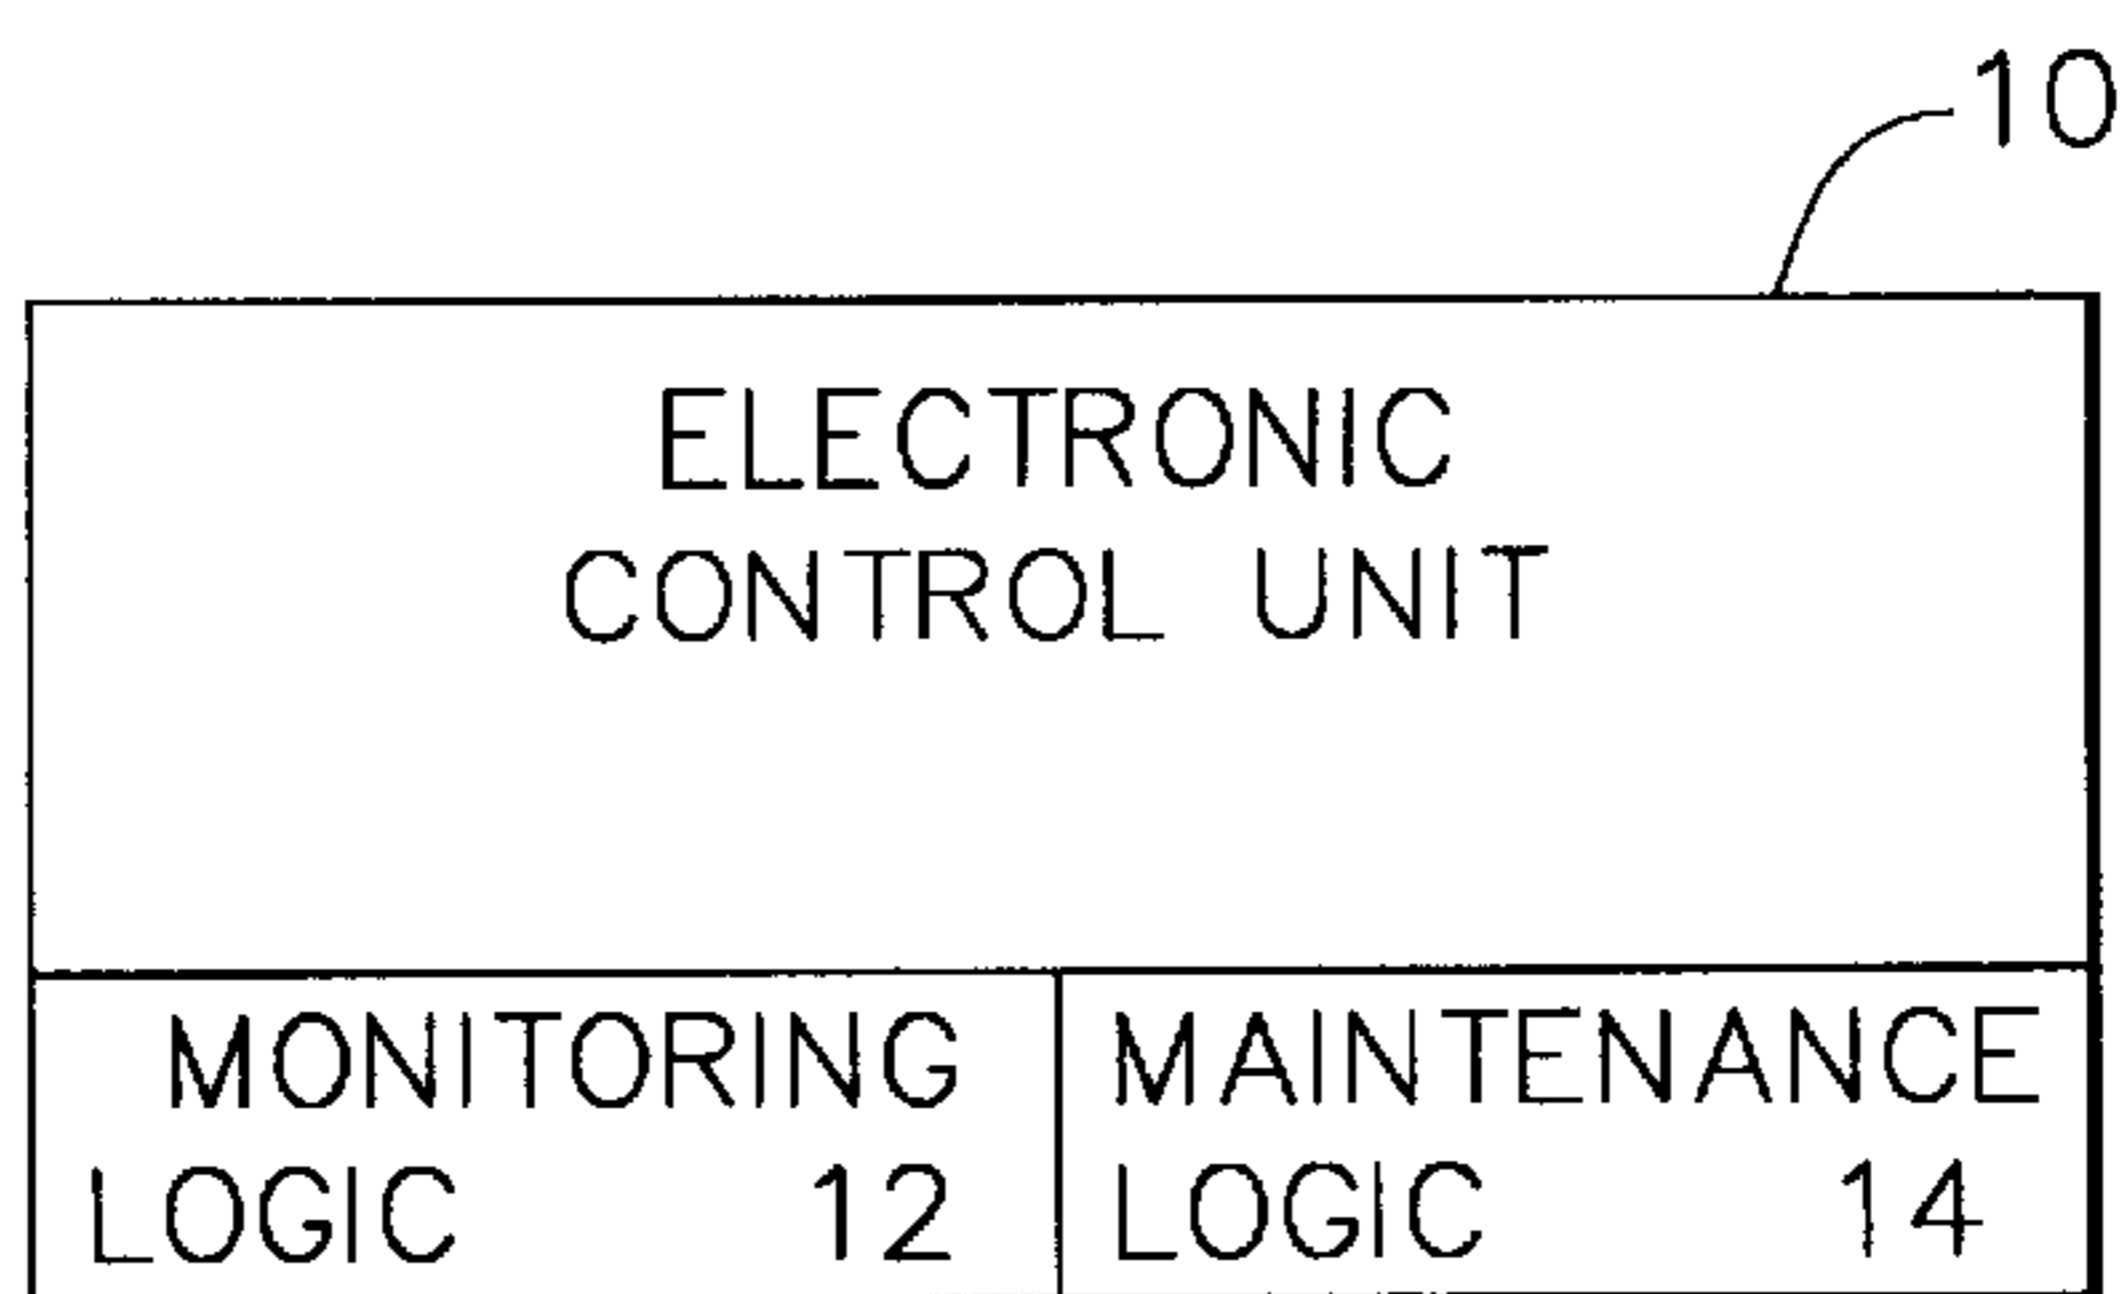 10
ELECTRONIC
CONTROL UNIT
MONITORING
LOGIC 12
MAINTENANCE
LOGIC 14